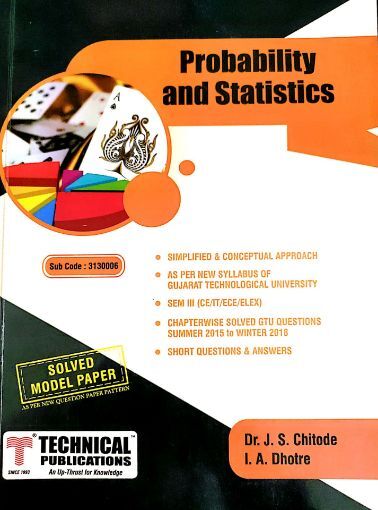 Probability
and Statistics
A
Sub Code : 3130006
SIMPLIFIED & CONCEPTUAL APPROACH
AS PER NEW SYLLABUS OF
GUJARAT TECHNOLOGICAL UNIVERSITY
SEM III (CE/IT/ECE/ELEX)
CHAPTERWISE SOLVED GTU QUESTIONS
SUMMER 2015 to WINTER 2018
SHORT QUESTIONS & ANSWERS
SOLVED
MODEL PAPER
AS PER NEW QUESTION PAPER PATTERN
T
SINCE 1993
TECHNICAL
PUBLICATIONS
An Up-Thrust for Knowledge
Dr. J. S. Chitode
I. A. Dhotre